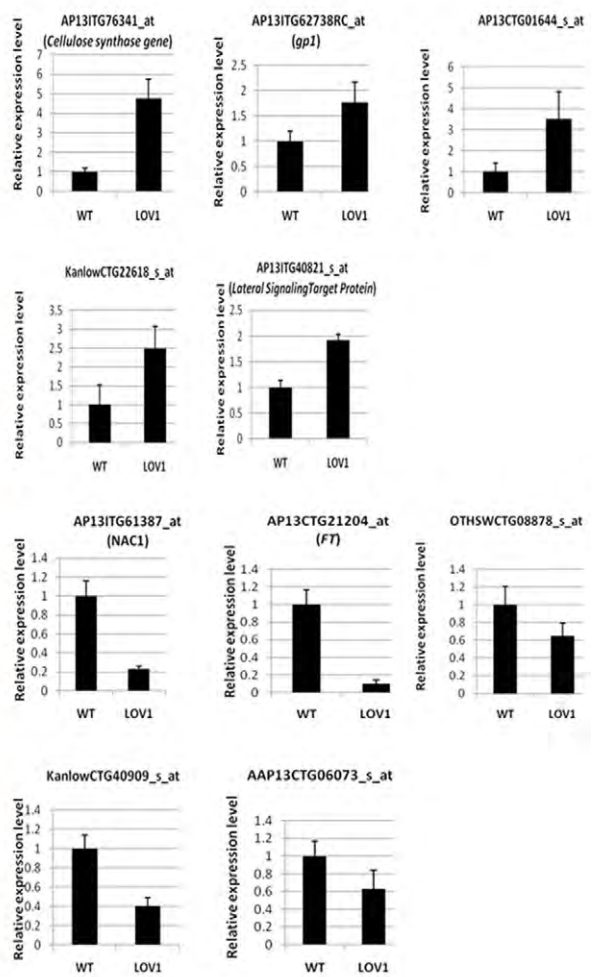 AP13ITG76341_at
(Cellulose synthase gene)
Relative expression level
7
6
5
4
3
2
1
0
WT LOV1
AP13ITG62738RC_at
(gp1)
Relative expression level
2.5
2
1.5
1
0.5
0
WT LOV1
AP13CTG01644_s_at
Relative expression level
6
5
4
3
2
1
0
WT LOV1
KanlowCTG22618_s_at
Relative expression level
3.5
3
2.5
2
1.5
1
0.5
0
WT LOV1
AP13ITG40821_s_at
(Lateral SignalingTarget Protein)
Relative expression level
2.5
2
1.5
1
0.5
0
WT LOV1
AP13ITG61387_at
(NAC1)
Relative expression level
1.4
1.2
1
0.8
0.6
0.4
0.2
0
WT LOV1
AP13CTG21204_at
(FT)
Relative expression level
1.4
1.2
1
0.8
0.6
0.4
0.2
0
WT LOV1
OTHSWCTG08878_s_at
Relative expression level
1.4
1.2
1
0.8
0.6
0.4
0.2
0
WT LOV1
KanlowCTG40909_s_at
Relative expression level
1.4
1.2
1
0.8
0.6
0.4
0.2
0
WT LOV1
AAP13CTG06073_s_at
Relative expression level
1.4
1.2
1
0.8
0.6
0.4
0.2
0
WT LOV1